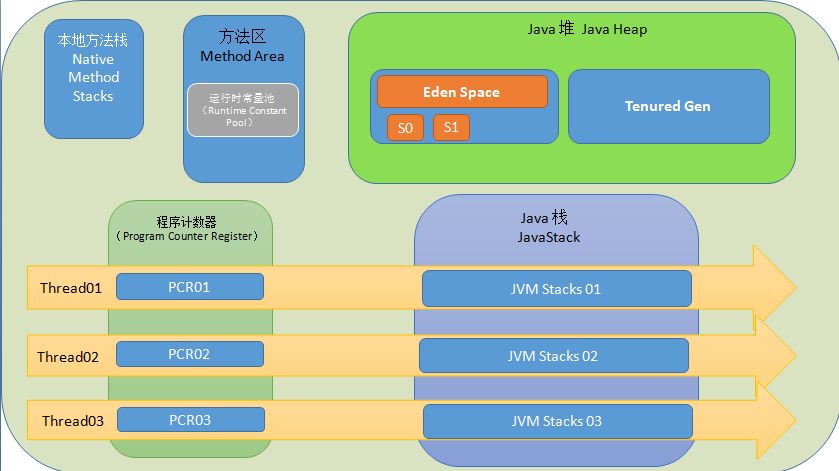 本地方法栈
Native
Method
Stacks
方法区
Method Area
运行时常量池
（Runtime Constant
Pool）
Java 堆 Java Heap
Eden Space
S0
S1
Tenured Gen
程序计数器
（Program Counter Register）
Java 栈
JavaStack
Thread01
PCR01
JVM Stacks 01
Thread02
PCR02
JVM Stacks 02
Thread03
PCR03
JVM Stacks 03